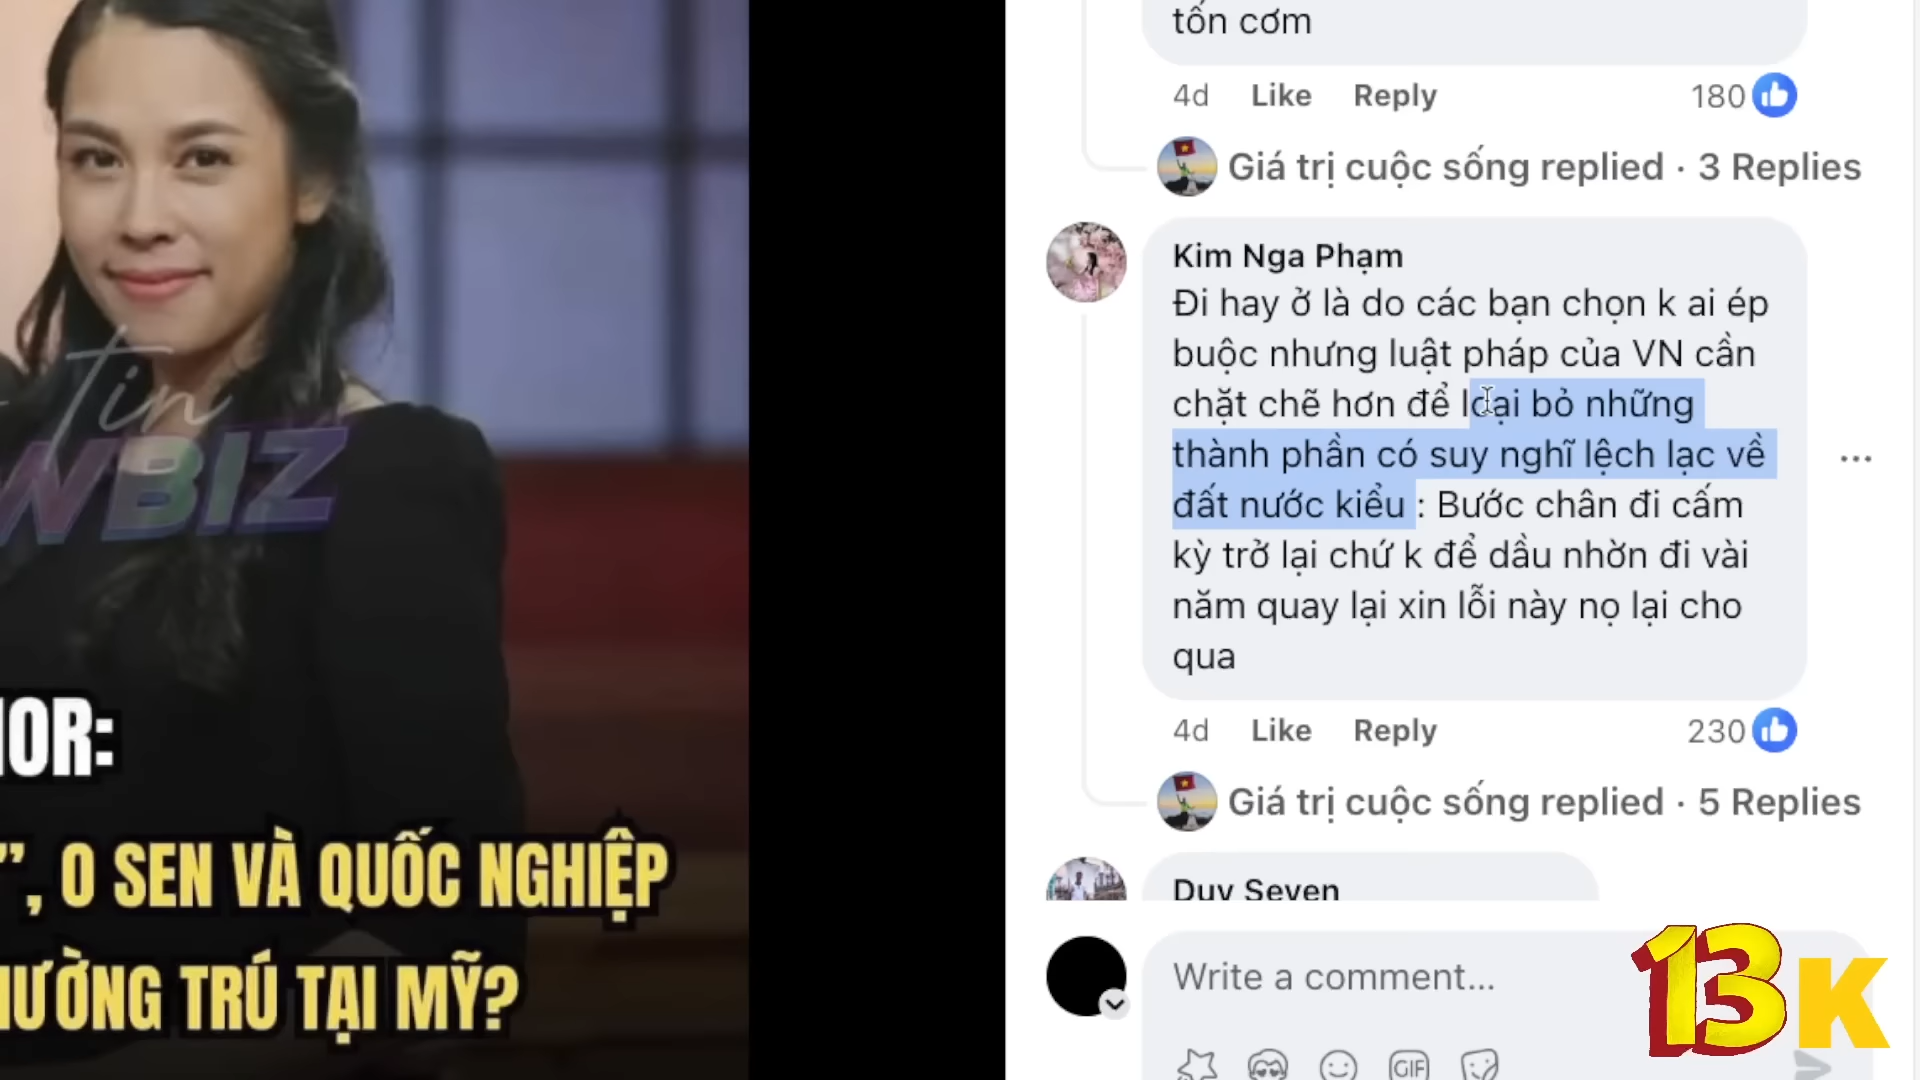 Tin
WBIZ
IOR:
”, O SEN VÀ QUỐC NGHIỆP
HƯỜNG TRÚ TẠI MỸ?
tốn cơm
4d Like Reply 180
Giá trị cuộc sống replied · 3 Replies
Kim Nga Phạm
Đi hay ở là do các bạn chọn k ai ép
buộc nhưng luật pháp của VN cần
chặt chẽ hơn để loại bỏ những
thành phần có suy nghĩ lệch lạc về
đất nước kiểu : Bước chân đi cấm
kỳ trở lại chứ k để dầu nhờn đi vài
năm quay lại xin lỗi này nọ lại cho
qua
4d Like Reply 230
Giá trị cuộc sống replied · 5 Replies
Duy Seven
Write a comment...
GIF
13K